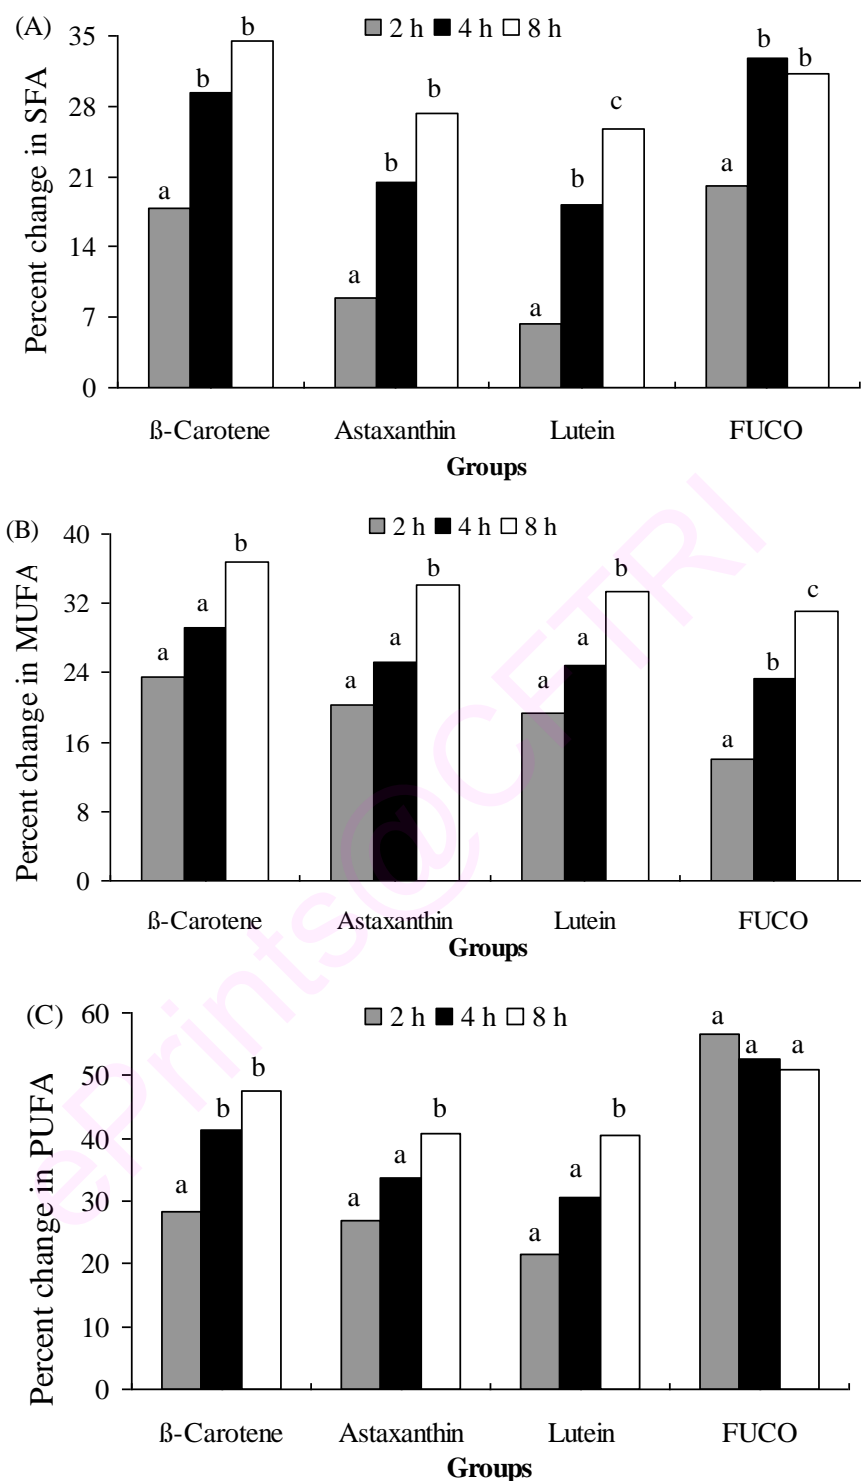 (A)
2 h 4 h 8 h
Percent change in SFA
35
28
21
14
7
0
a b b
a b b
a b c
a b b
ß-Carotene Astaxanthin Lutein FUCO
Groups
(B)
2 h 4 h 8 h
Percent change in MUFA
40
32
24
16
8
0
a a b
a a b
a a b
a b c
ß-Carotene Astaxanthin Lutein FUCO
Groups
(C)
2 h 4 h 8 h
Percent change in PUFA
60
50
40
30
20
10
0
a b b
a a b
a a b
a a a
ß-Carotene Astaxanthin Lutein FUCO
Groups
ePrints@CFTRI